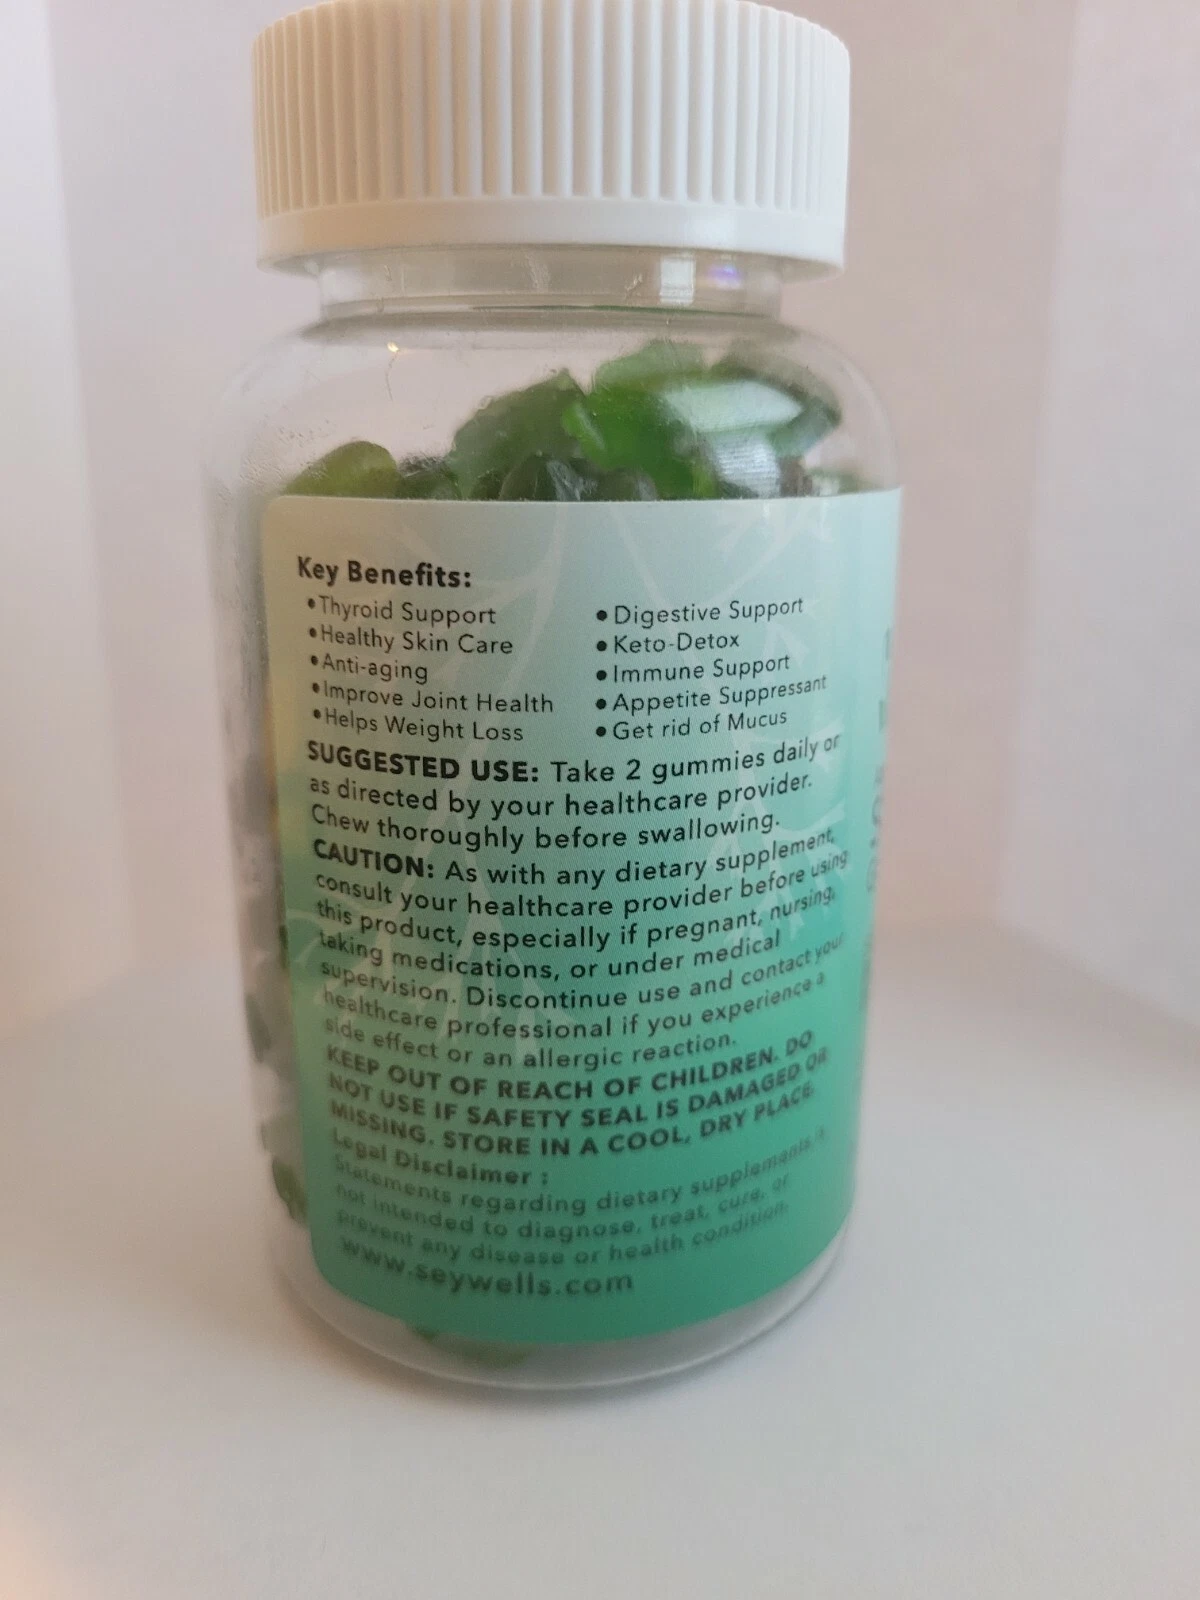 Key Benefits:
•Thyroid Support
•Healthy Skin Care
•Anti-aging
•Improve Joint Health
•Helps Weight Loss
•Digestive Support
•Keto-Detox
•Immune Support
•Appetite Suppressant
•Get rid of Mucus
SUGGESTED USE: Take 2 gummies daily or
as directed by your healthcare provider.
Chew thoroughly before swallowing.
CAUTION: As with any dietary supplement,
consult your healthcare provider before using
this product, especially if pregnant, nursing,
taking medications, or under medical
supervision. Discontinue use and contact your
healthcare professional if you experience a
side effect or an allergic reaction.
KEEP OUT OF REACH OF CHILDREN. DO
NOT USE IF SAFETY SEAL IS DAMAGED OR
MISSING. STORE IN A COOL, DRY PLACE.
Legal Disclaimer :
Statements regarding dietary supplements
not intended to diagnose, treat, cure, or
prevent any disease or health condition.
www.seywells.com